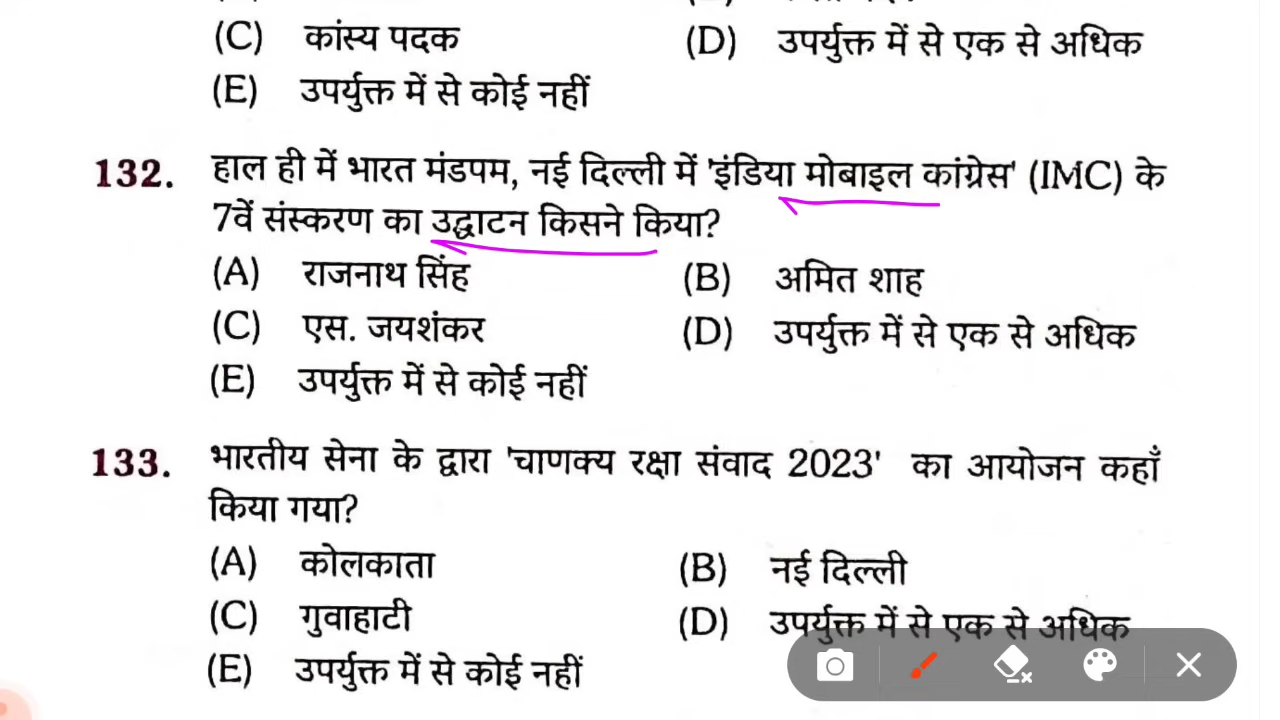 (C) कांस्य पदक (D) उपर्युक्त में से एक से अधिक
(E) उपर्युक्त में से कोई नहीं
132. हाल ही में भारत मंडपम, नई दिल्ली में 'इंडिया मोबाइल कांग्रेस' (IMC) के
7वें संस्करण का उद्घाटन किसने किया?
(A) राजनाथ सिंह (B) अमित शाह
(C) एस. जयशंकर (D) उपर्युक्त में से एक से अधिक
(E) उपर्युक्त में से कोई नहीं
133. भारतीय सेना के द्वारा 'चाणक्य रक्षा संवाद 2023' का आयोजन कहाँ
किया गया?
(A) कोलकाता (B) नई दिल्ली
(C) गुवाहाटी (D) उपर्युक्त में से एक से अधिक
(E) उपर्युक्त में से कोई नहीं